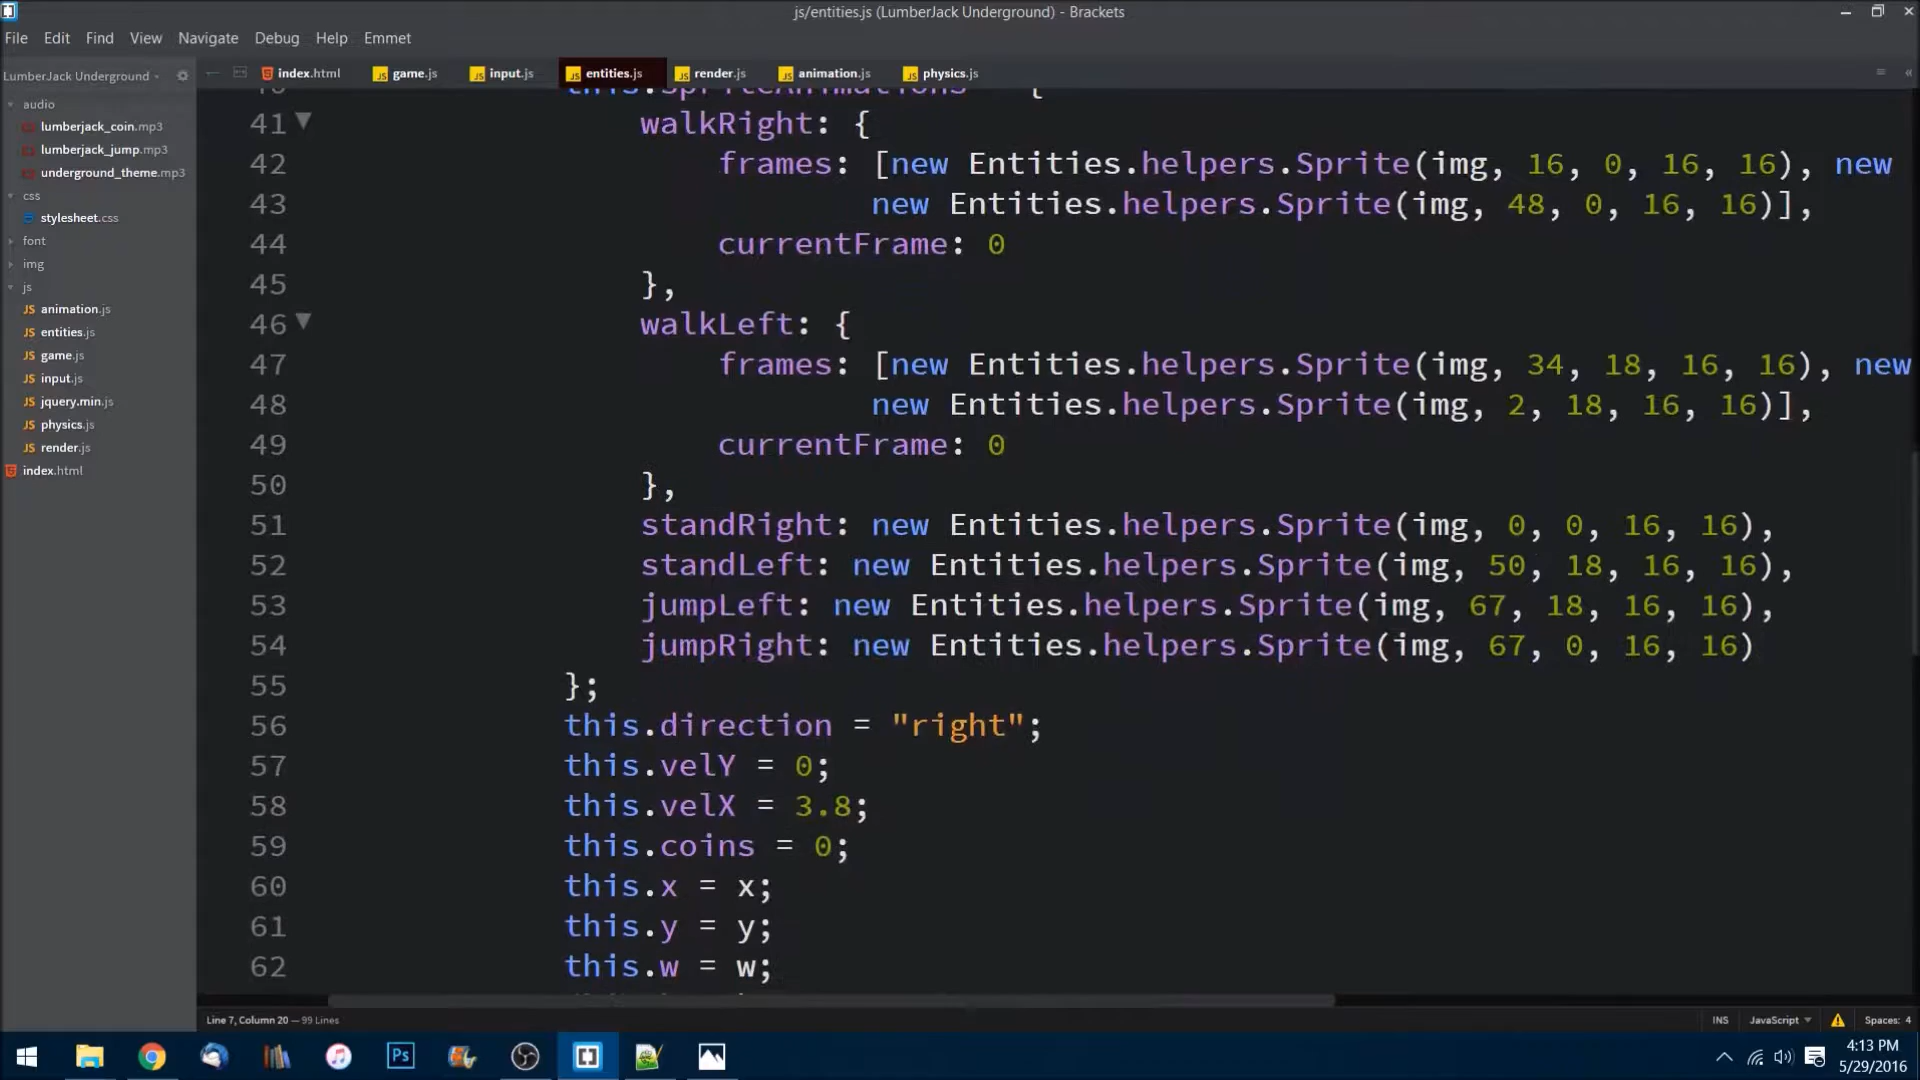 js/entities.js (LumberJack Underground) - Brackets
File Edit Find View Navigate Debug Help Emmet
LumberJack Underground
index.html game.js input.js entities.js render.js animation.js physics.js
audio
lumberjack_coin.mp3
lumberjack_jump.mp3
underground_theme.mp3
css
stylesheet.css
font
img
js
animation.js
entities.js
game.js
input.js
jquery.min.js
physics.js
render.js
index.html
40 this.spriteAnimations {
41 walkRight: {
42 frames: [new Entities.helpers.Sprite(img, 16, 0, 16, 16), new
43 new Entities.helpers.Sprite(img, 48, 0, 16, 16)],
44 currentFrame: 0
45 },
46 walkLeft: {
47 frames: [new Entities.helpers.Sprite(img, 34, 18, 16, 16), new
48 new Entities.helpers.Sprite(img, 2, 18, 16, 16)],
49 currentFrame: 0
50 },
51 standRight: new Entities.helpers.Sprite(img, 0, 0, 16, 16),
52 standLeft: new Entities.helpers.Sprite(img, 50, 18, 16, 16),
53 jumpLeft: new Entities.helpers.Sprite(img, 67, 18, 16, 16),
54 jumpRight: new Entities.helpers.Sprite(img, 67, 0, 16, 16)
55 };
56 this.direction = "right";
57 this.velY = 0;
58 this.velX = 3.8;
59 this.coins = 0;
60 this.x = x;
61 this.y = y;
62 this.w = w;
Line 7, Column 20 — 99 Lines
INS JavaScript Spaces: 4
Ps
4:13 PM
5/29/2016